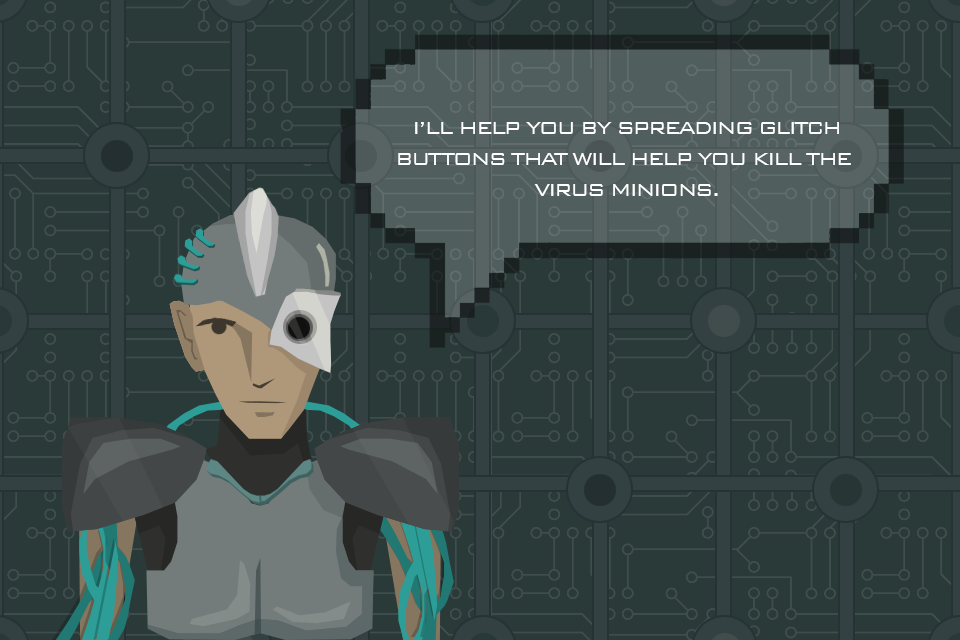 I'LL HELP YOU BY SPREADING GLITCH
BUTTONS THAT WILL HELP YOU KILL THE
VIRUS MINIONS.